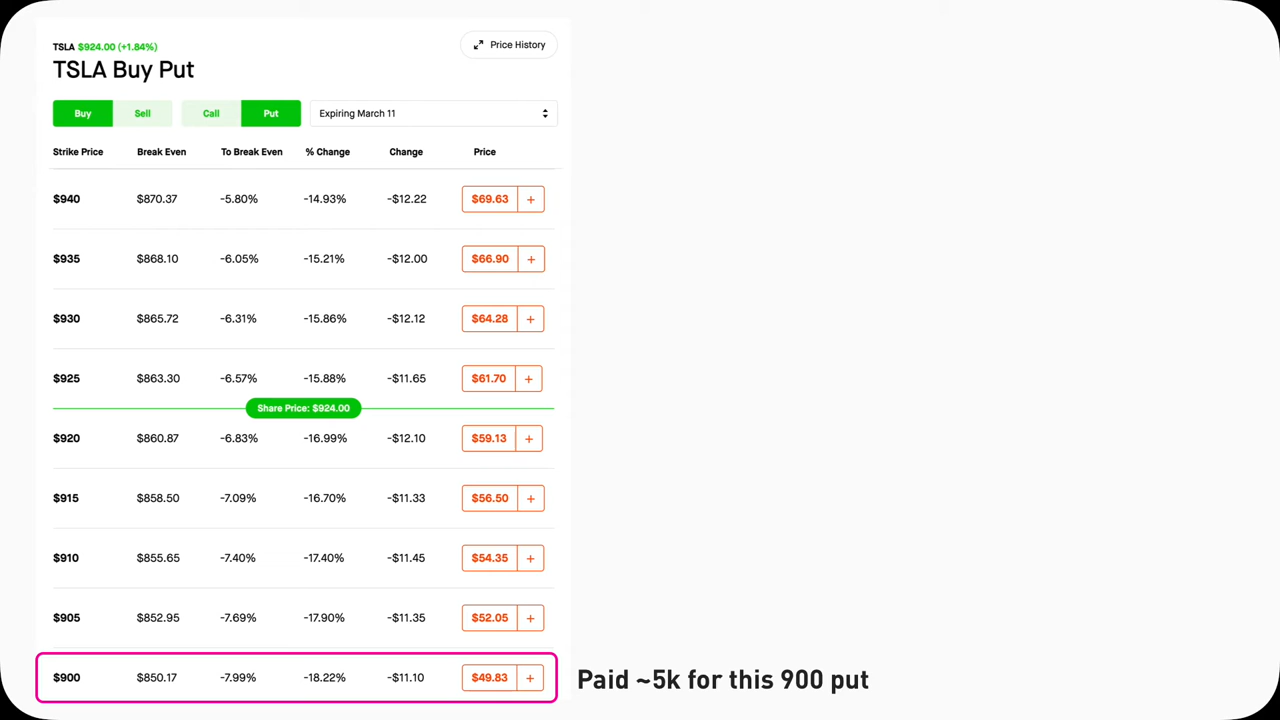 TSLA $924.00 (+1.84%)
Price History
TSLA Buy Put
Buy Sell Call Put Expiring March 11
Strike Price Break Even To Break Even % Change Change Price
$940 $870.37 -5.80% -14.93% -$12.22 $69.63 +
$935 $868.10 -6.05% -15.21% -$12.00 $66.90 +
$930 $865.72 -6.31% -15.86% -$12.12 $64.28 +
$925 $863.30 -6.57% -15.88% -$11.65 $61.70 +
Share Price: $924.00
$920 $860.87 -6.83% -16.99% -$12.10 $59.13 +
$915 $858.50 -7.09% -16.70% -$11.33 $56.50 +
$910 $855.65 -7.40% -17.40% -$11.45 $54.35 +
$905 $852.95 -7.69% -17.90% -$11.35 $52.05 +
$900 $850.17 -7.99% -18.22% -$11.10 $49.83 +
Paid ~5k for this 900 put